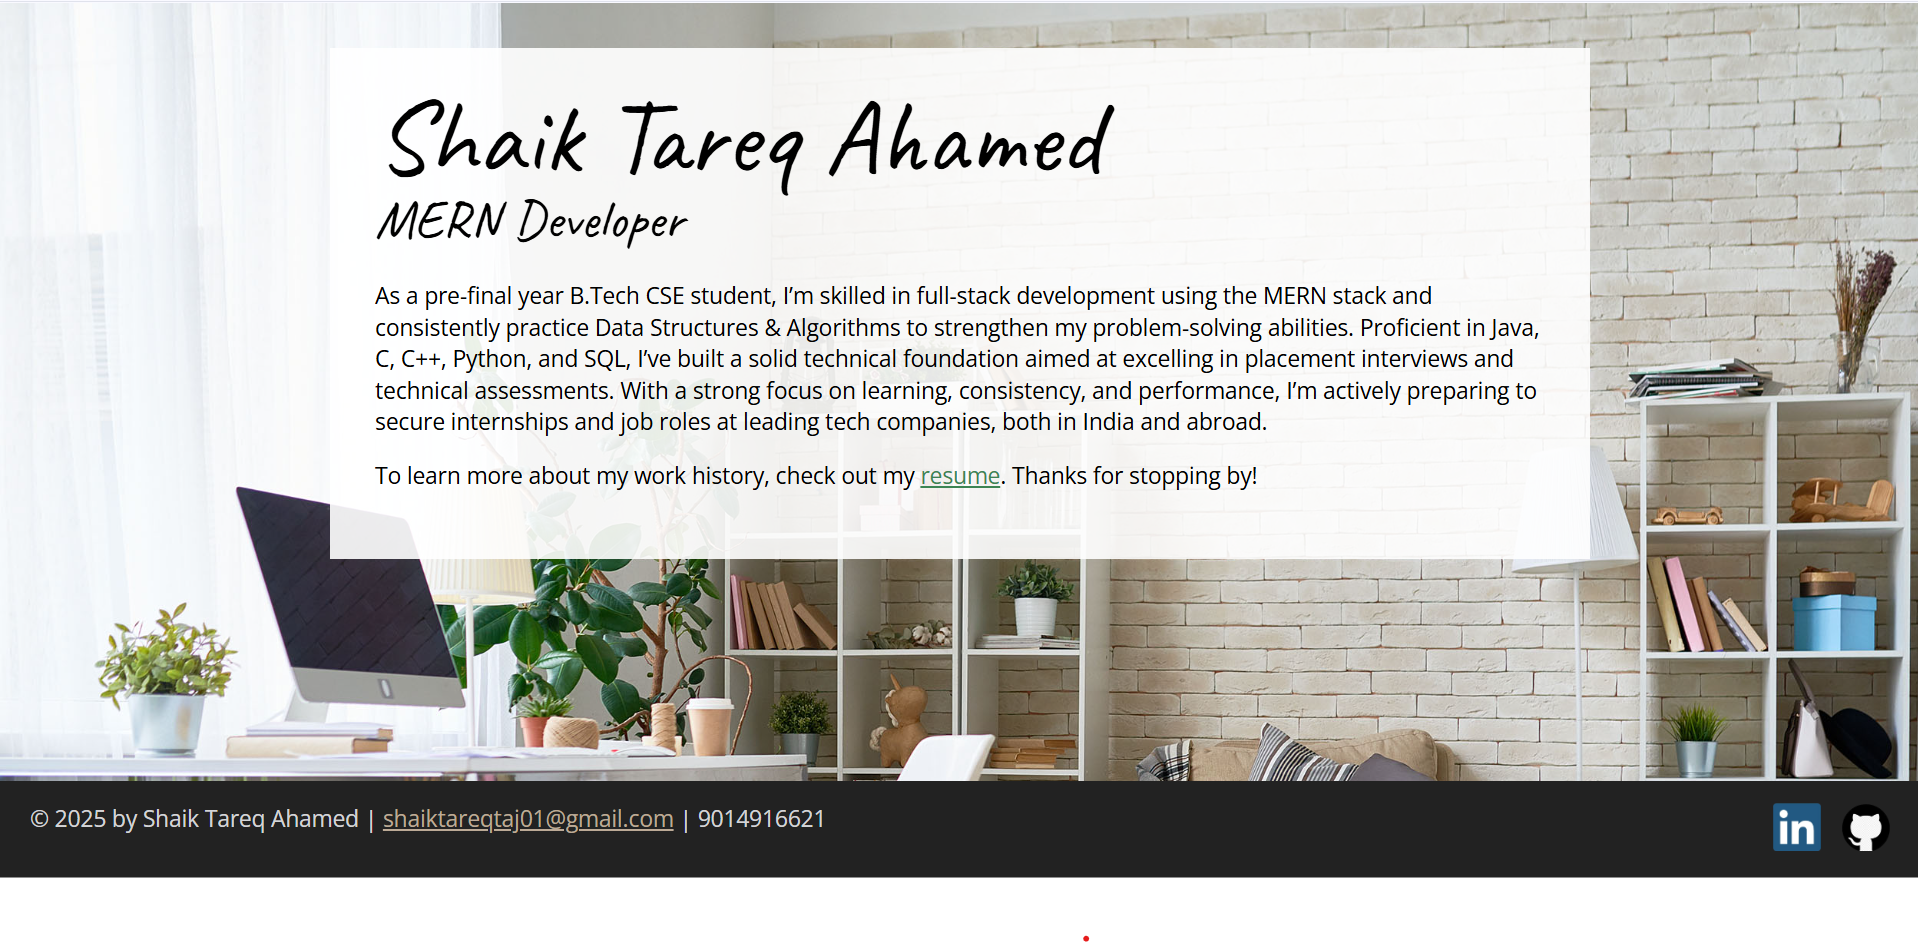 Shaik Tareq Ahamed
MERN Developer
As a pre-final year B.Tech CSE student, I’m skilled in full-stack development using the MERN stack and
consistently practice Data Structures & Algorithms to strengthen my problem-solving abilities. Proficient in Java,
C, C++, Python, and SQL, I’ve built a solid technical foundation aimed at excelling in placement interviews and
technical assessments. With a strong focus on learning, consistency, and performance, I’m actively preparing to
secure internships and job roles at leading tech companies, both in India and abroad.
To learn more about my work history, check out my resume. Thanks for stopping by!
© 2025 by Shaik Tareq Ahamed | shaiktareqtaj01@gmail.com | 9014916621
in